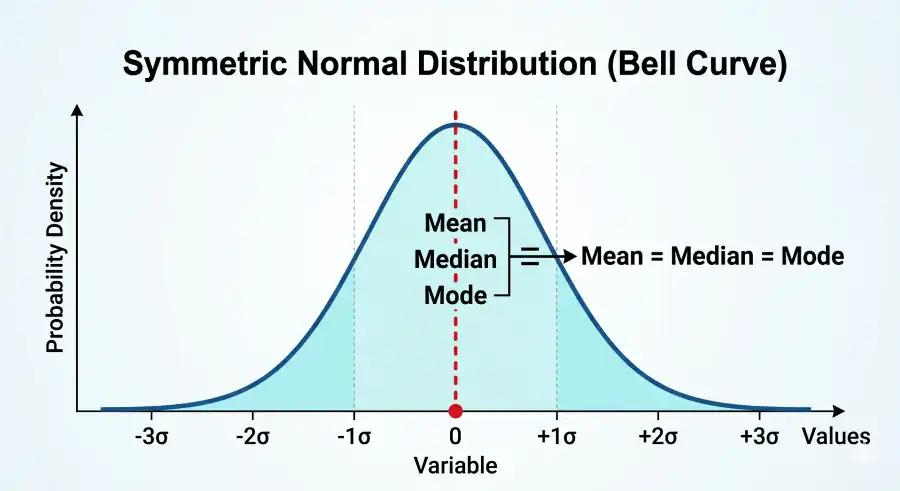 Symmetric Normal Distribution (Bell Curve)
Probability Density
Mean
Median
Mode
=
Mean = Median = Mode
-3σ -2σ -1σ 0 +1σ +2σ +3σ Values
Variable